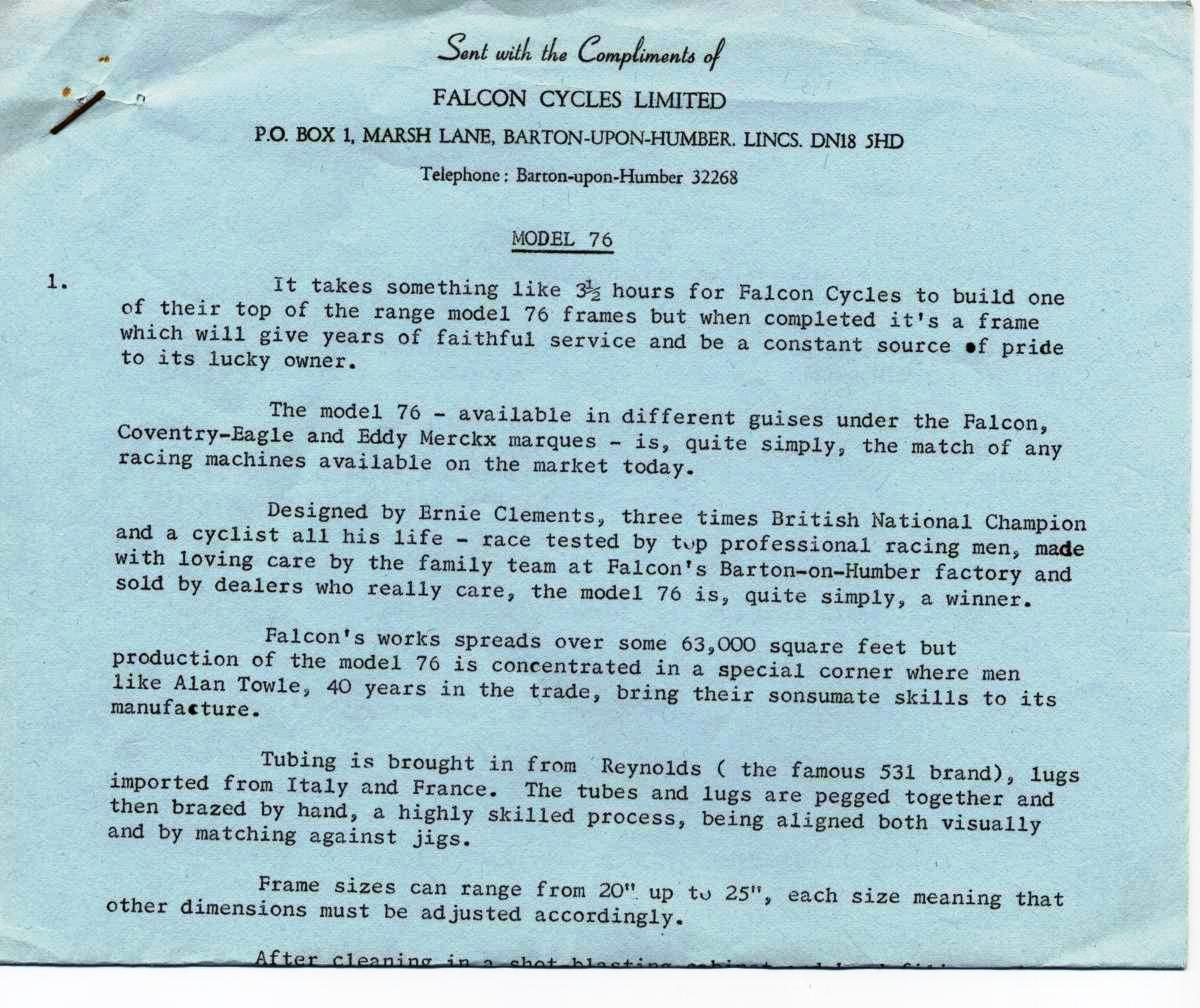 Sent with the Compliments of
FALCON CYCLES LIMITED
P.O. BOX 1, MARSH LANE, BARTON-UPON-HUMBER. LINCS. DN18 5HD
Telephone: Barton-upon-Humber 32268
MODEL 76
1. It takes something like 3½ hours for Falcon Cycles to build one
of their top of the range model 76 frames but when completed it's a frame
which will give years of faithful service and be a constant source of pride
to its lucky owner.
The model 76 - available in different guises under the Falcon,
Coventry-Eagle and Eddy Merckx marques - is, quite simply, the match of any
racing machines available on the market today.
Designed by Ernie Clements, three times British National Champion
and a cyclist all his life - race tested by top professional racing men, made
with loving care by the family team at Falcon's Barton-on-Humber factory and
sold by dealers who really care, the model 76 is, quite simply, a winner.
Falcon's works spreads over some 63,000 square feet but
production of the model 76 is concentrated in a special corner where men
like Alan Towle, 40 years in the trade, bring their sonsumate skills to its
manufacture.
Tubing is brought in from Reynolds ( the famous 531 brand), lugs
imported from Italy and France. The tubes and lugs are pegged together and
then brazed by hand, a highly skilled process, being aligned both visually
and by matching against jigs.
Frame sizes can range from 20" up to 25", each size meaning that
other dimensions must be adjusted accordingly.
After cleaning in a shot blasting cabinet and